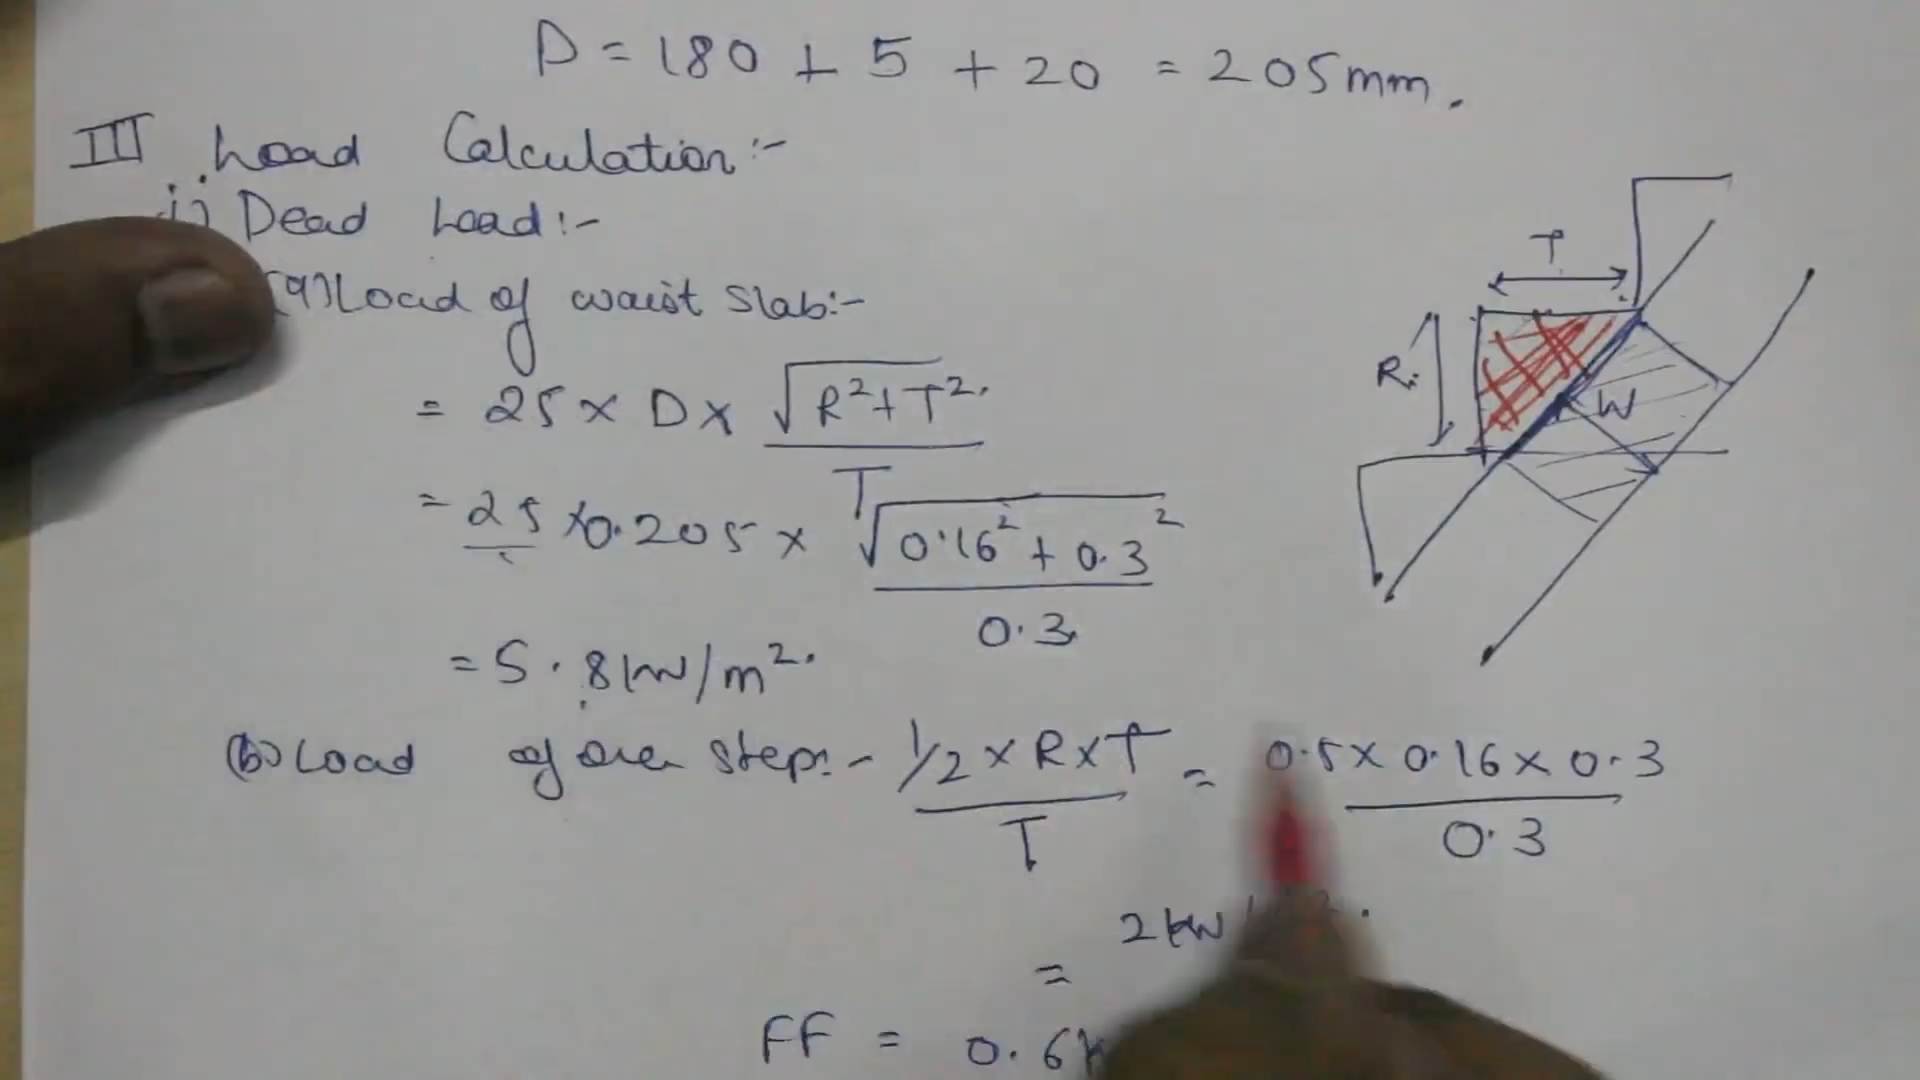 D = 180 + 5 + 20 = 205mm.
III Load Calculation:-
i) Dead Load:-
(a) Load of waist slab:-
= 25 × D × √R²+T²
T
= 25 × 0.205 × √0.16² + 0.3²
0.3
= 5.8 kN/m².
(b) Load of one step:- 1/2 × R × T = 0.5 × 0.16 × 0.3
T 0.3
= 2 kN
FF = 0.6
T
R
W